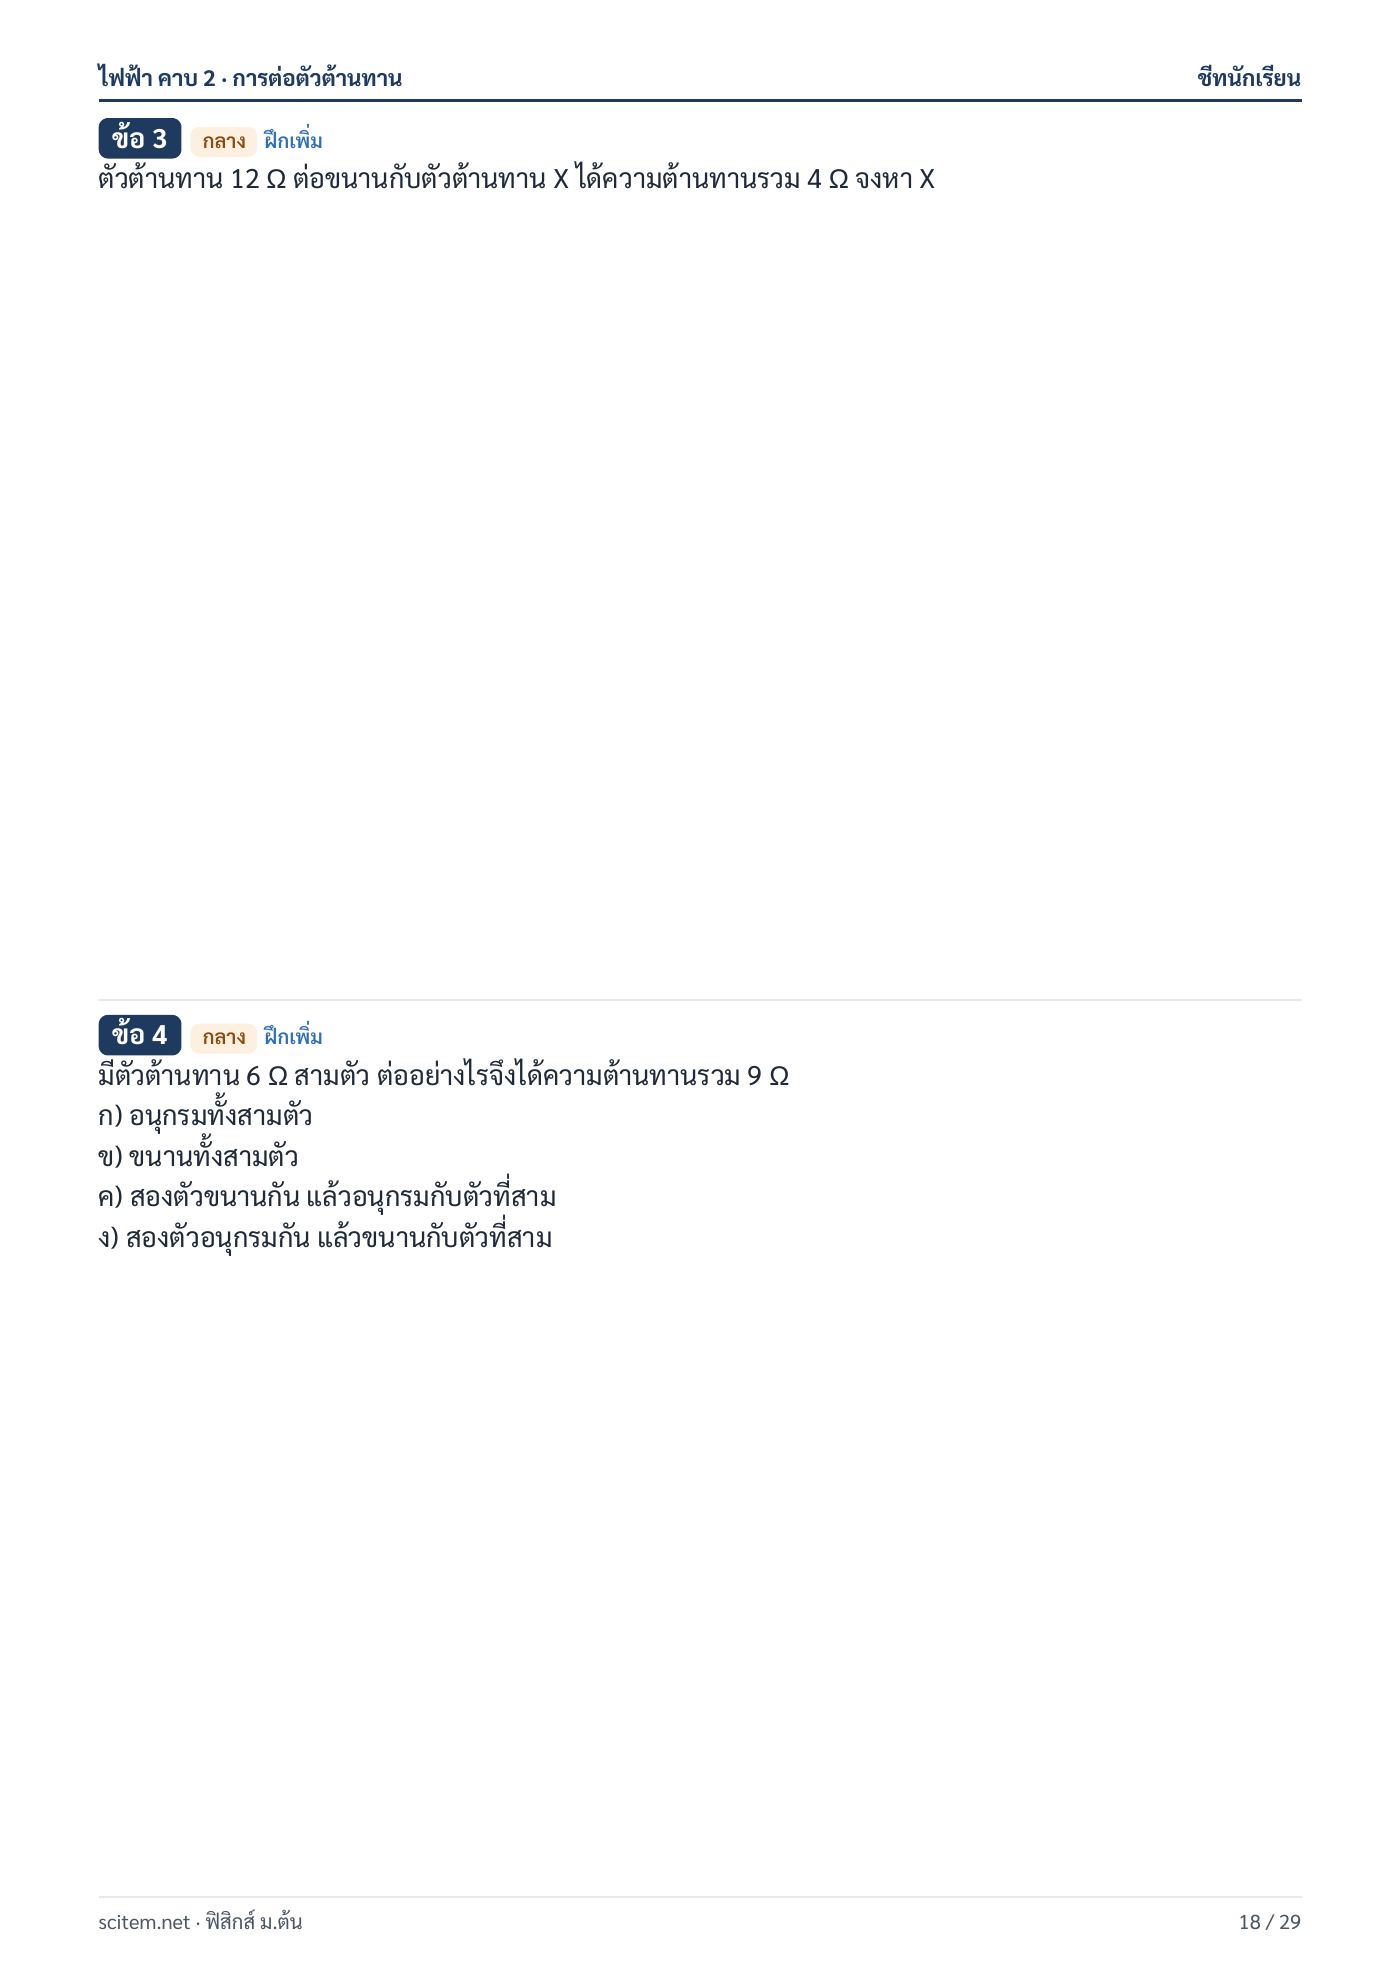 ไฟฟ้า คาบ 2 · การต่อตัวต้านทาน ชีทนักเรียน
ข้อ 3 กลาง ฝึกเพิ่ม
ตัวต้านทาน 12 Ω ต่อขนานกับตัวต้านทาน X ได้ความต้านทานรวม 4 Ω จงหา X
ข้อ 4 กลาง ฝึกเพิ่ม
มีตัวต้านทาน 6 Ω สามตัว ต่ออย่างไรจึงได้ความต้านทานรวม 9 Ω
ก) อนุกรมทั้งสามตัว
ข) ขนานทั้งสามตัว
ค) สองตัวขนานกัน แล้วอนุกรมกับตัวที่สาม
ง) สองตัวอนุกรมกัน แล้วขนานกับตัวที่สาม
scitem.net · ฟิสิกส์ ม.ต้น 18 / 29